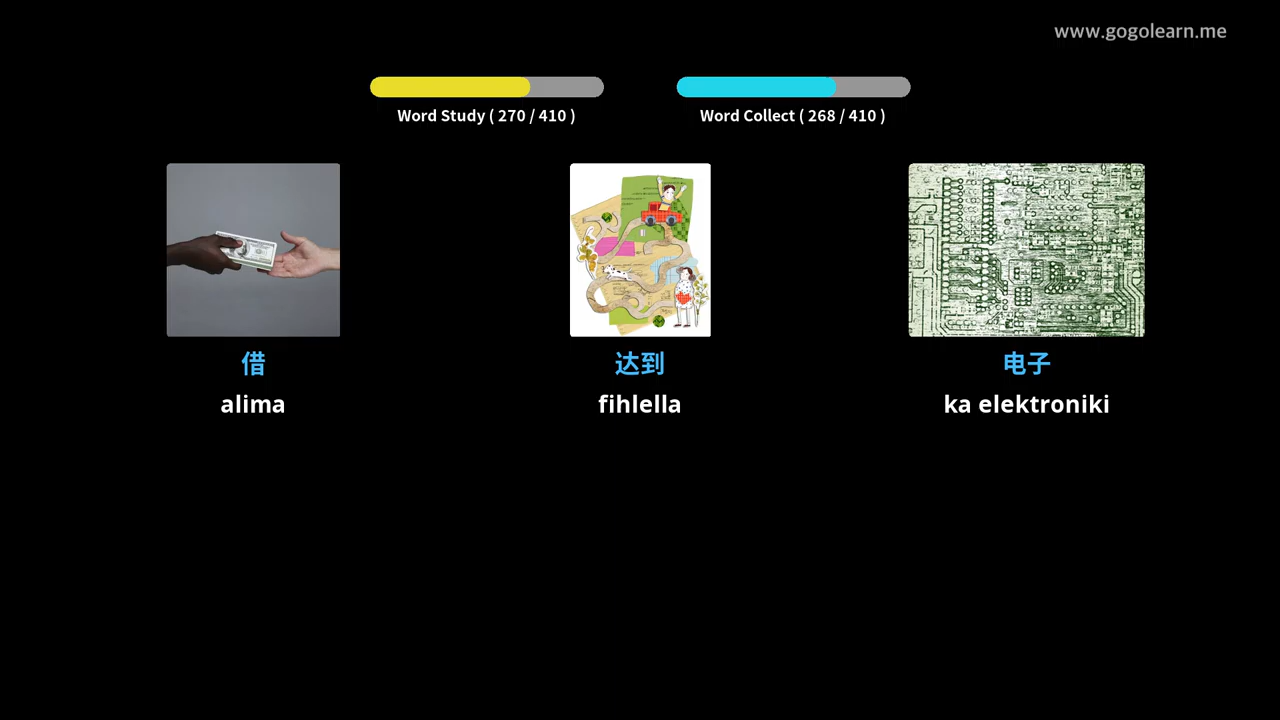 www.gogolearn.me
Word Study ( 270 / 410 )
Word Collect ( 268 / 410 )
借
达到
电子
alima
fihlella
ka elektroniki